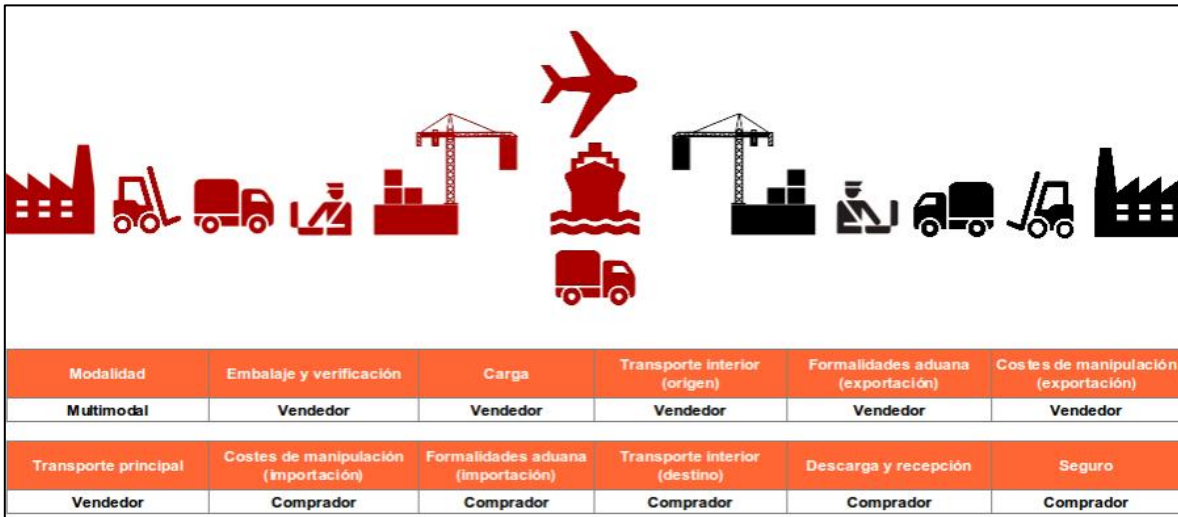 Modalidad Embalaje y verificación Carga Transporte interior (origen) Formalidades aduana (exportación) Costes de manipulación (exportación)
Multimodal Vendedor Vendedor Vendedor Vendedor Vendedor
Transporte principal Costes de manipulación (importación) Formalidades aduana (importación) Transporte interior (destino) Descarga y recepción Seguro
Vendedor Comprador Comprador Comprador Comprador Comprador